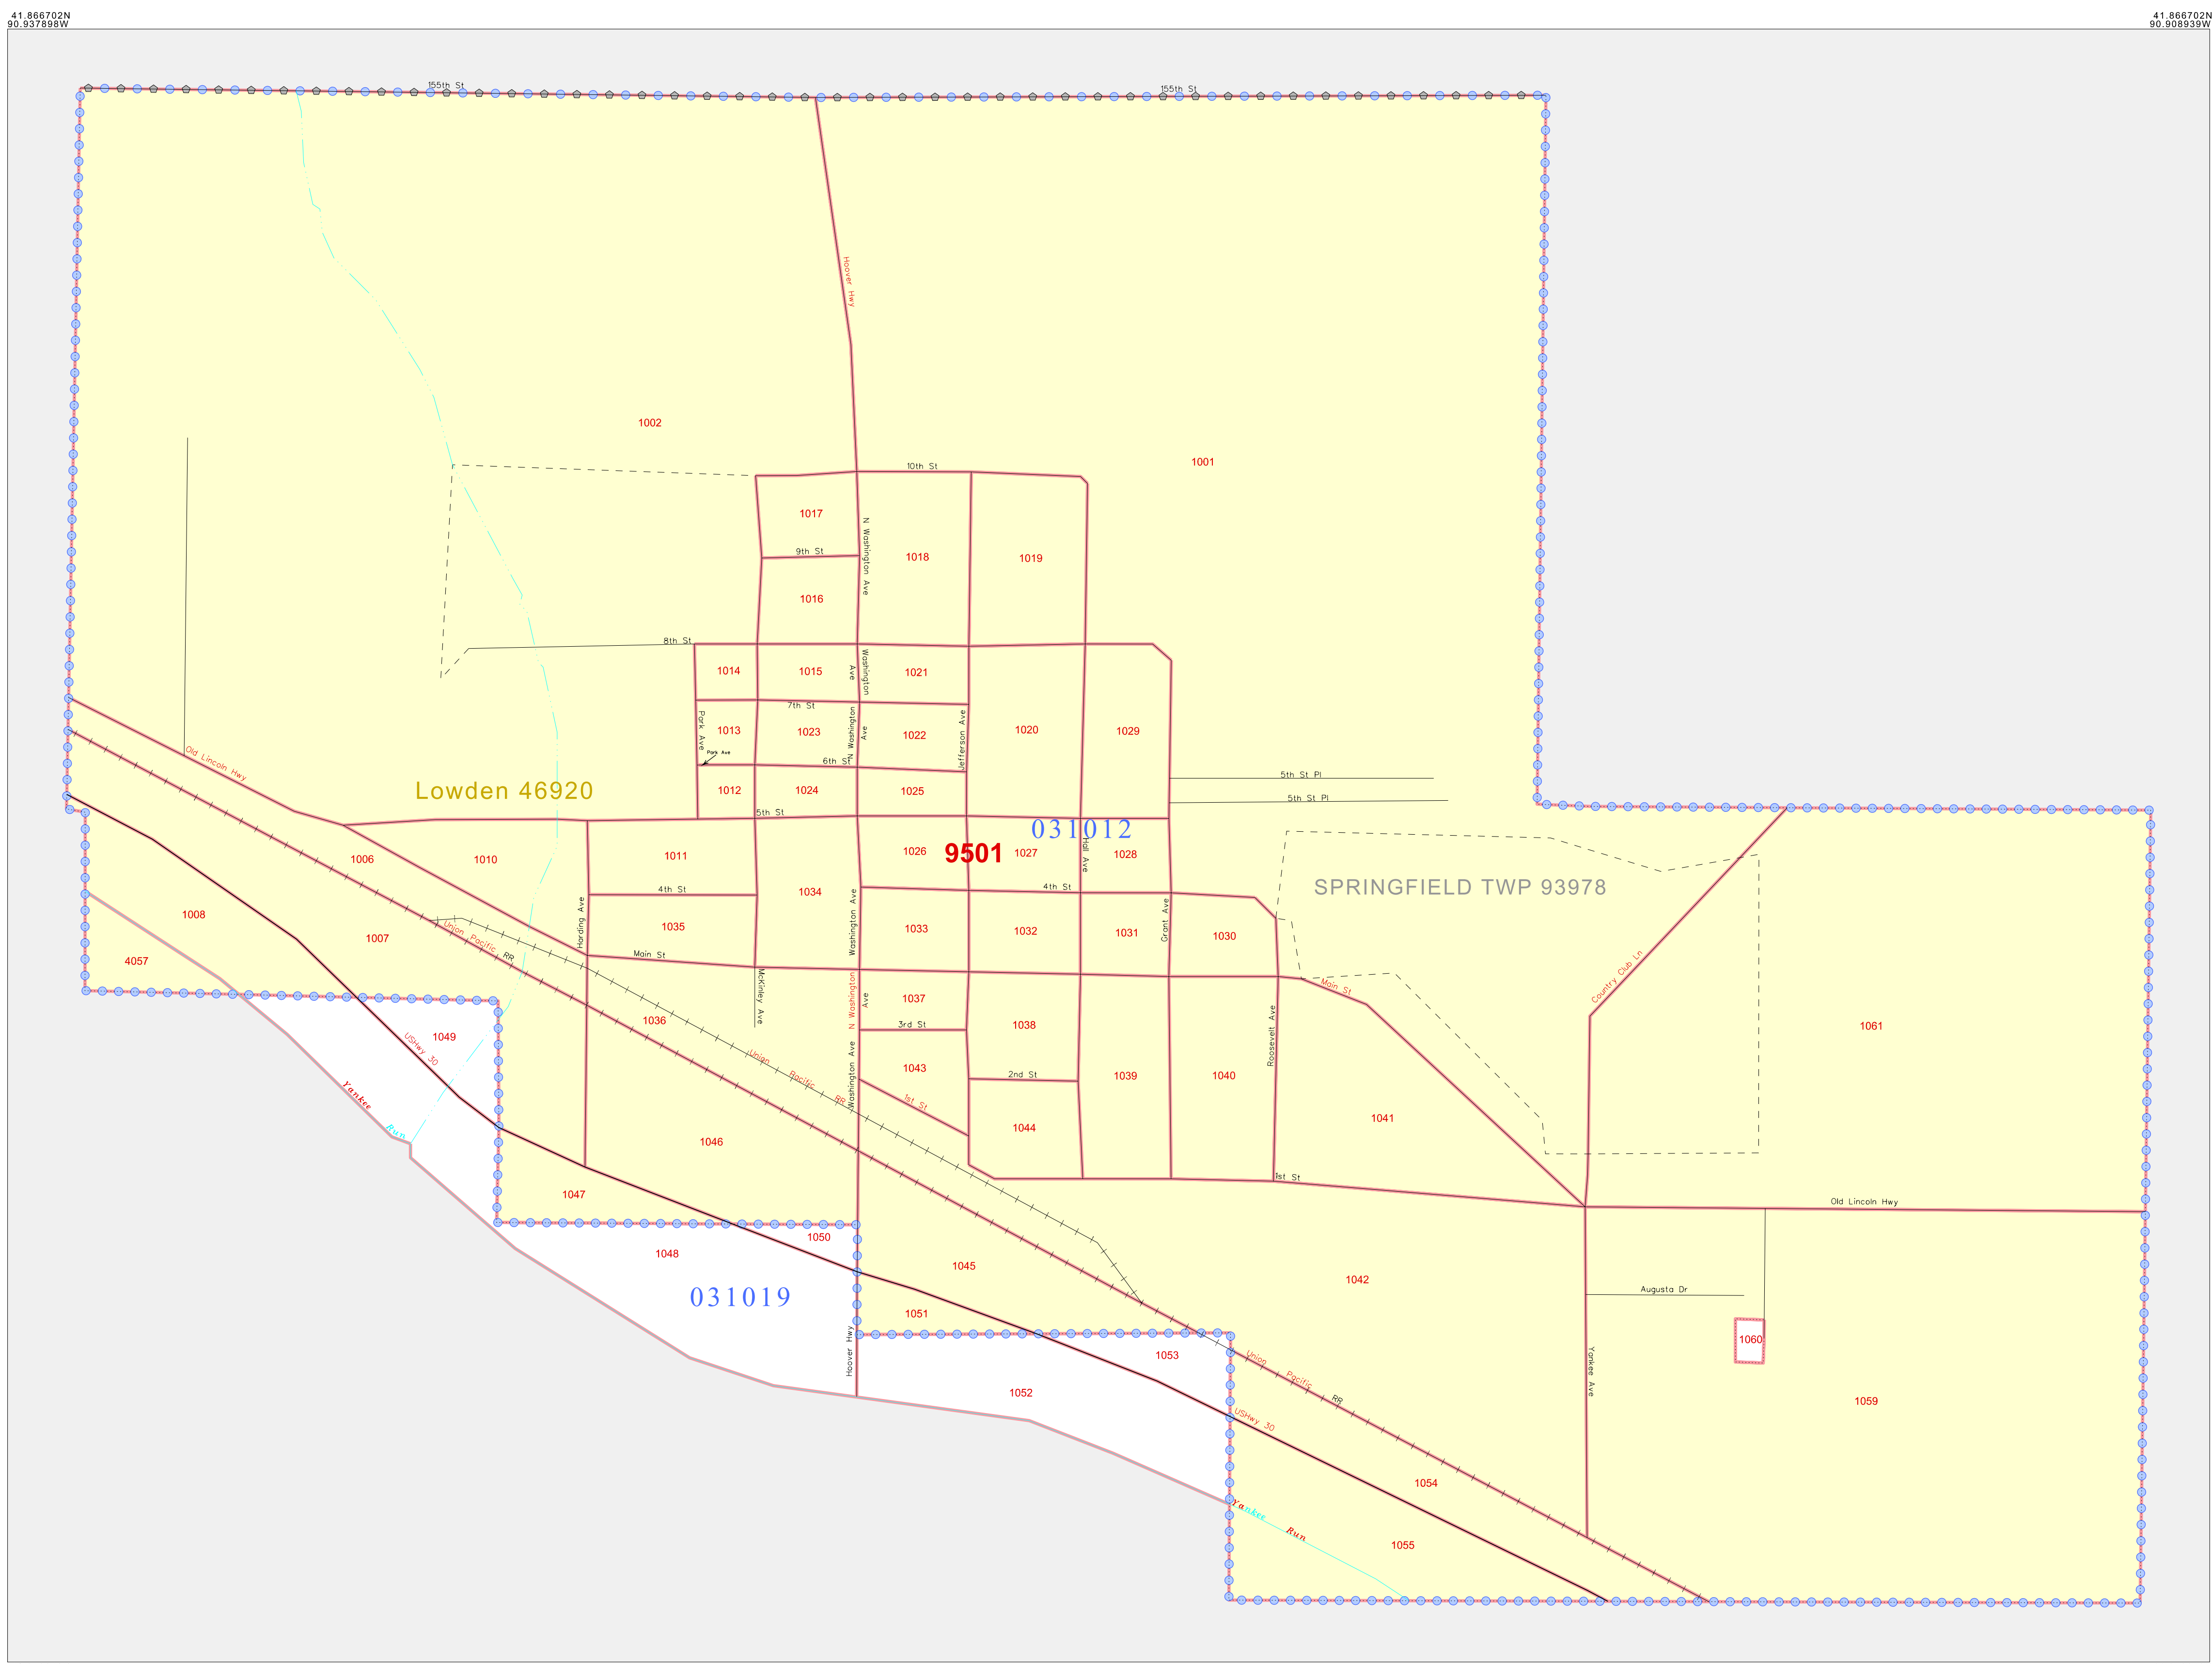 41.866702N
90.937898W
41.866702N
90.908939W
155th St
155th St
Hoover Hwy
1002
1001
10th St
1017
N Washington Ave
9th St
1018
1019
1016
8th St
1014
1015
Ave
Washington
1021
7th St
Park Ave
1013
1023
N Washington
Ave
1022
Jefferson Ave
1020
1029
Park Ave
6th St
Old Lincoln Hwy
5th St Pl
5th St Pl
Lowden 46920
1012
1024
1025
5th St
031012
1006
1010
1011
1026
9501
1027
Hall Ave
1028
SPRINGFIELD TWP 93978
4th St
1034
4th St
1008
1007
Union Pacific
RR
Harding Ave
1035
Main St
Washington Ave
1033
1032
1031
Grant Ave
1030
4057
McKinley Ave
N Washington
Ave
1037
Main St
Country Club Ln
1061
1049
USHwy 30
1036
3rd St
1038
Roosevelt Ave
Union
Pacific
RR
Washington Ave
1043
2nd St
1039
1040
Yankee
Run
1st St
1046
1044
1041
1st St
1047
Old Lincoln Hwy
1048
1050
1045
1042
031019
1051
Augusta Dr
Hoover Hwy
1053
Union
Pacific
RR
1060
Yankee Ave
1052
USHwy 30
1059
1054
Yankee
Run
1055